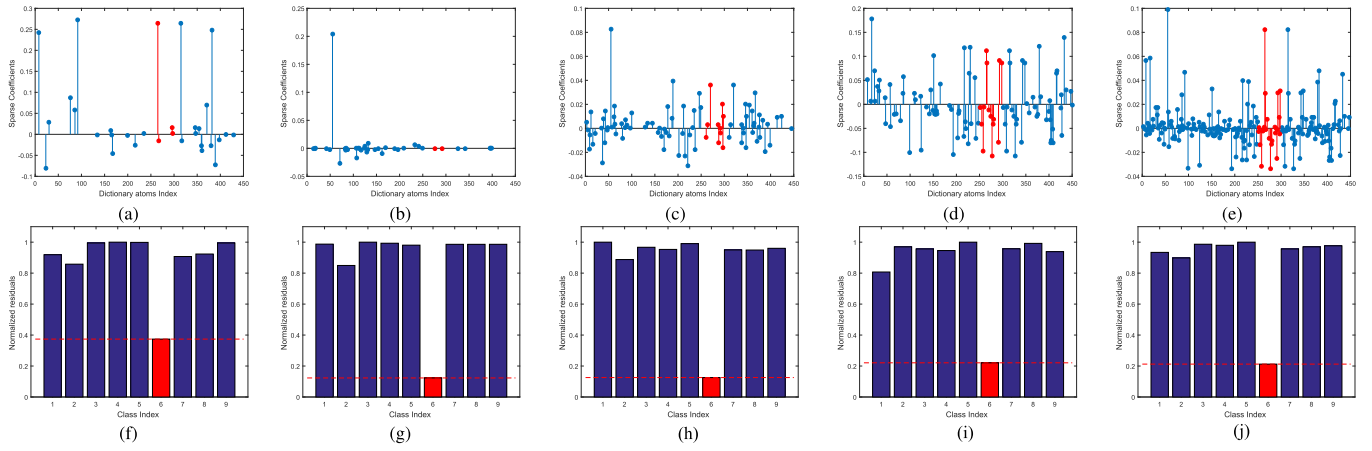 0.3
0.25
0.2
0.15
0.1
0.05
0
0.05
0.1
Sparse Coefficients
0 50 100 150 200 250 300 350 400 450
Dictionary atoms Index
(a)
0.25
0.2
0.15
0.1
0.05
0
0.05
Sparse Coefficients
0 50 100 150 200 250 300 350 400 450
Dictionary atoms Index
(b)
0.1
0.08
0.06
0.04
0.02
0
0.02
0.04
Sparse Coefficients
0 50 100 150 200 250 300 350 400 450
Dictionary atoms Index
(c)
0.2
0.15
0.1
0.05
0
-0.05
-0.1
-0.15
Sparse Coefficients
0 50 100 150 200 250 300 350 400 450
Dictionary atoms Index
(d)
0.1
0.08
0.06
0.04
0.02
0
0.02
0.04
Sparse Coefficients
0 50 100 150 200 250 300 350 400 450
Dictionary atoms Index
(e)
1
0.8
0.6
0.4
0.2
0
Normalized residuals
1 2 3 4 5 6 7 8 9
Class Index
(f)
1
0.8
0.6
0.4
0.2
0
Normalized residuals
1 2 3 4 5 6 7 8 9
Class Index
(g)
1
0.8
0.6
0.4
0.2
0
Normalized residuals
1 2 3 4 5 6 7 8 9
Class Index
(h)
1
0.8
0.6
0.4
0.2
0
Normalized residuals
1 2 3 4 5 6 7 8 9
Class Index
(i)
1
0.8
0.6
0.4
0.2
0
Normalized residuals
1 2 3 4 5 6 7 8 9
Class Index
(j)